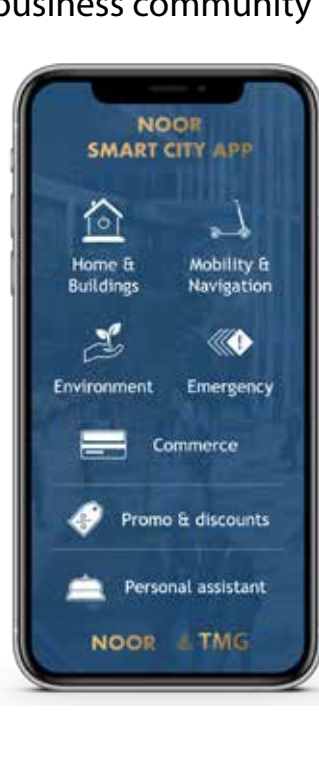 business community
NOOR
SMART CITY APP
Home & Mobility &
Buildings Navigation
Environment Emergency
Commerce
Promo & discounts
Personal assistant
NOOR TMG